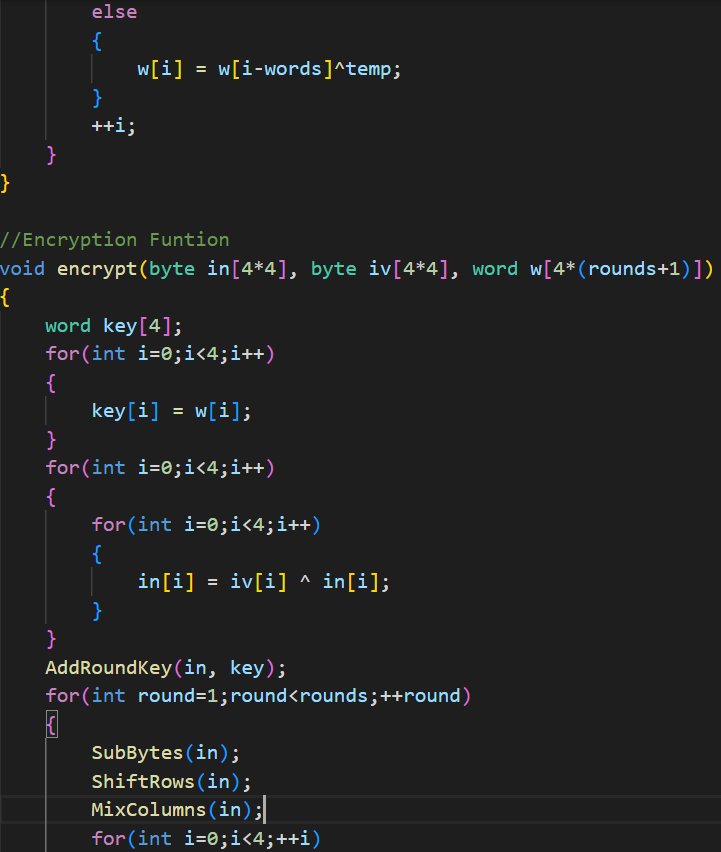 else
{
w[i] = w[i-words]^temp;
}
++i;
}
}
//Encryption Funtion
void encrypt(byte in[4*4], byte iv[4*4], word w[4*(rounds+1)])
{
word key[4];
for(int i=0;i<4;i++)
{
key[i] = w[i];
}
for(int i=0;i<4;i++)
{
for(int i=0;i<4;i++)
{
in[i] = iv[i] ^ in[i];
}
}
AddRoundKey(in, key);
for(int round=1;round<rounds;++round)
{
SubBytes(in);
ShiftRows(in);
MixColumns(in);
for(int i=0;i<4;++i)